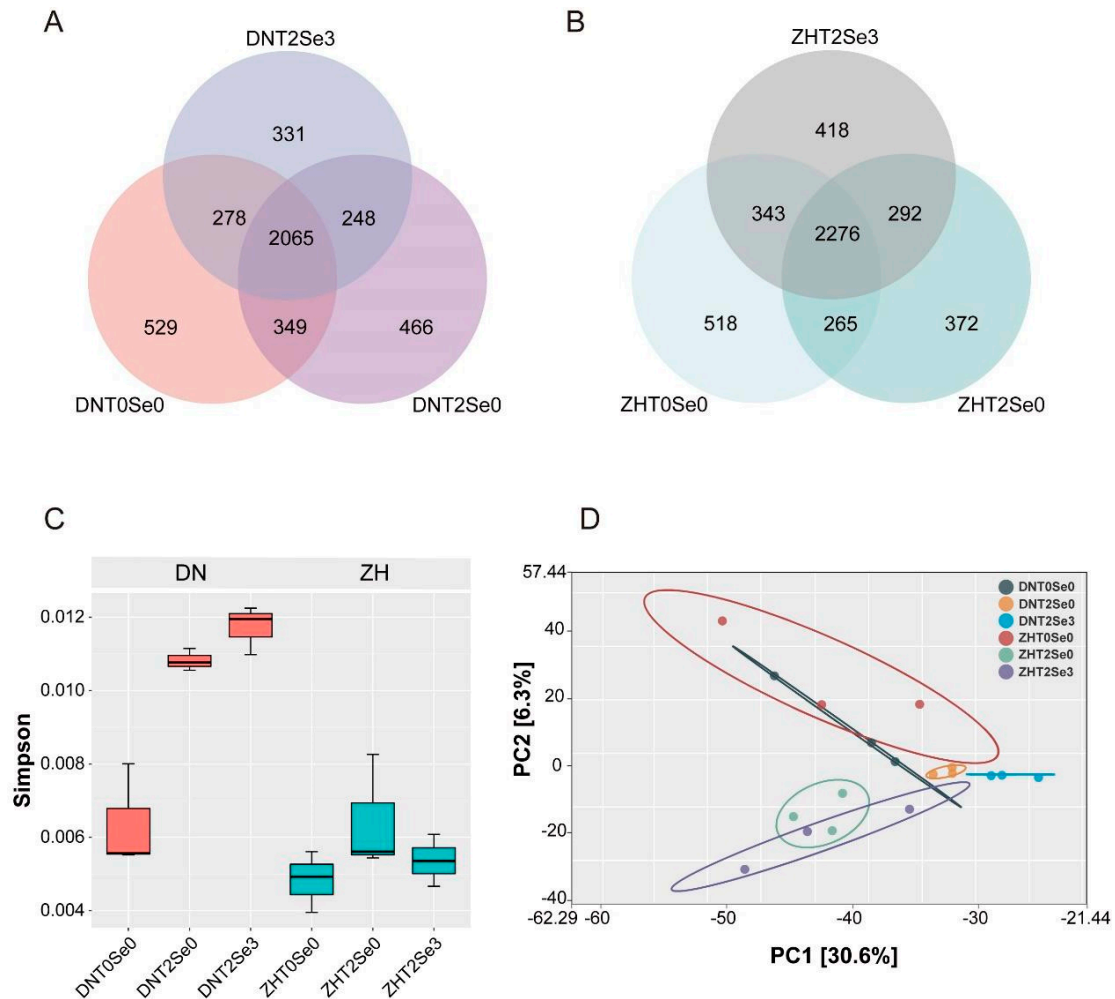 A
B
DNT2Se3
ZHT2Se3
331
418
278
248
343
292
2065
2276
529
349
466
518
265
372
DNT0Se0
DNT2Se0
ZHT0Se0
ZHT2Se0
C
D
DN
ZH
Simpson
0.012
0.010
0.008
0.006
0.004
DNT0Se0
DNT2Se0
DNT2Se3
ZHT0Se0
ZHT2Se0
ZHT2Se3
57.44
40
20
0
-20
-40
PC2 [6.3%]
DNT0Se0
DNT2Se0
DNT2Se3
ZHT0Se0
ZHT2Se0
ZHT2Se3
-62.29 -60 -50 -40 -30 -21.44
PC1 [30.6%]